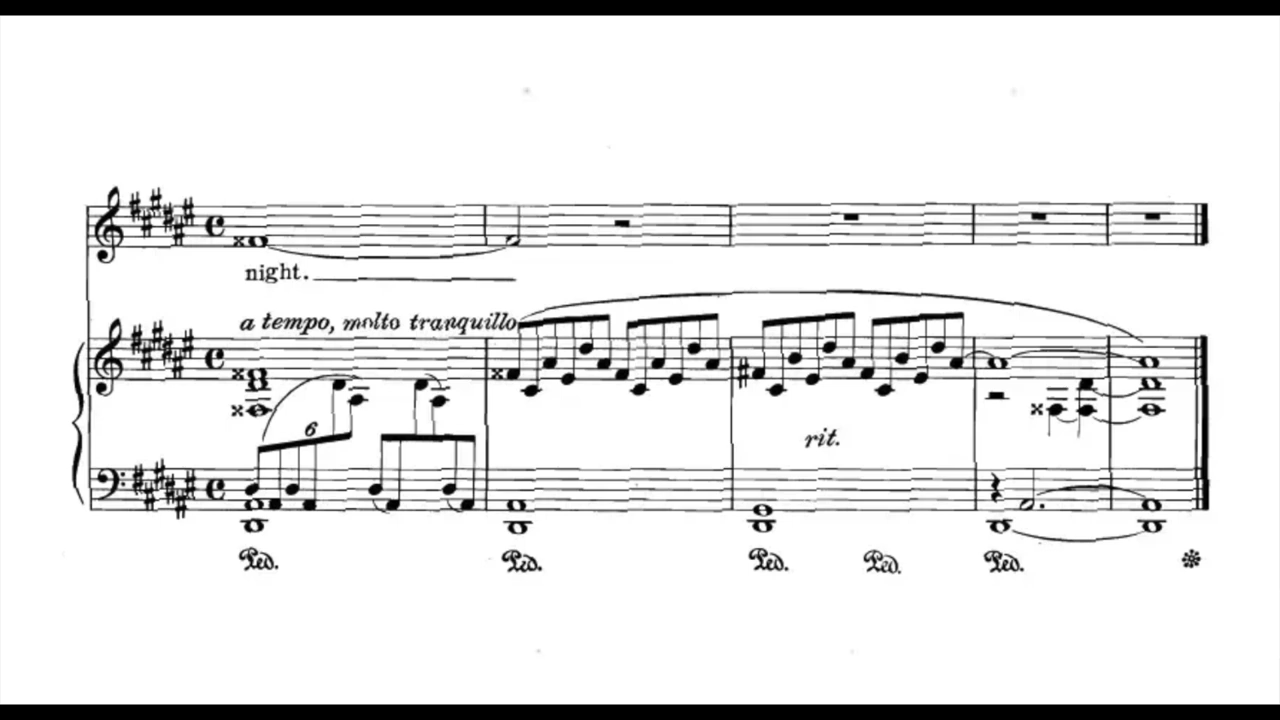 night.
a tempo, molto tranquillo
6
rit.
Ped. Ped. Ped. Ped. Ped.